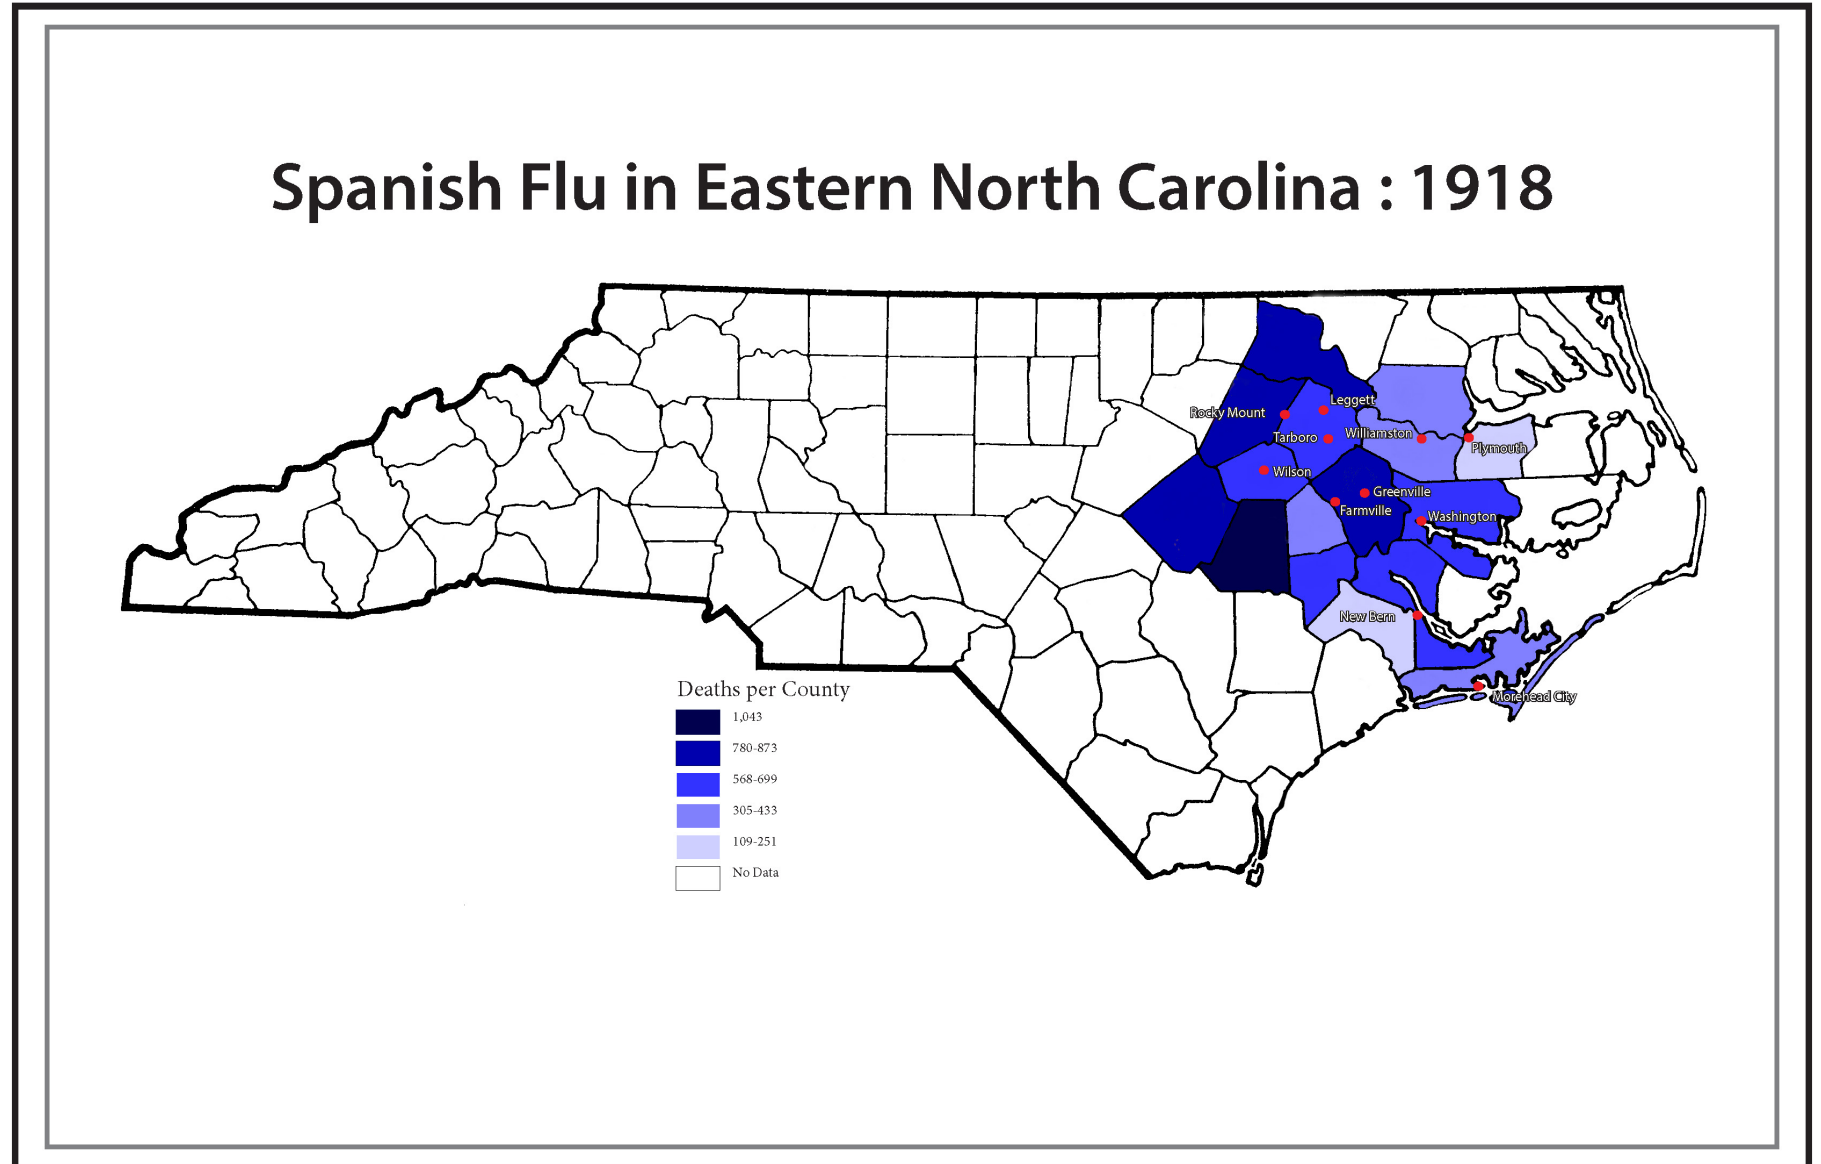 Spanish Flu in Eastern North Carolina : 1918
Leggett
Rocky Mount
Williamston
Tarboro
Plymouth
Wilson
Greenville
Farmville
Washington
New Bern
Morehead City
Deaths per County
1,043
780-873
568-699
305-433
109-251
No Data